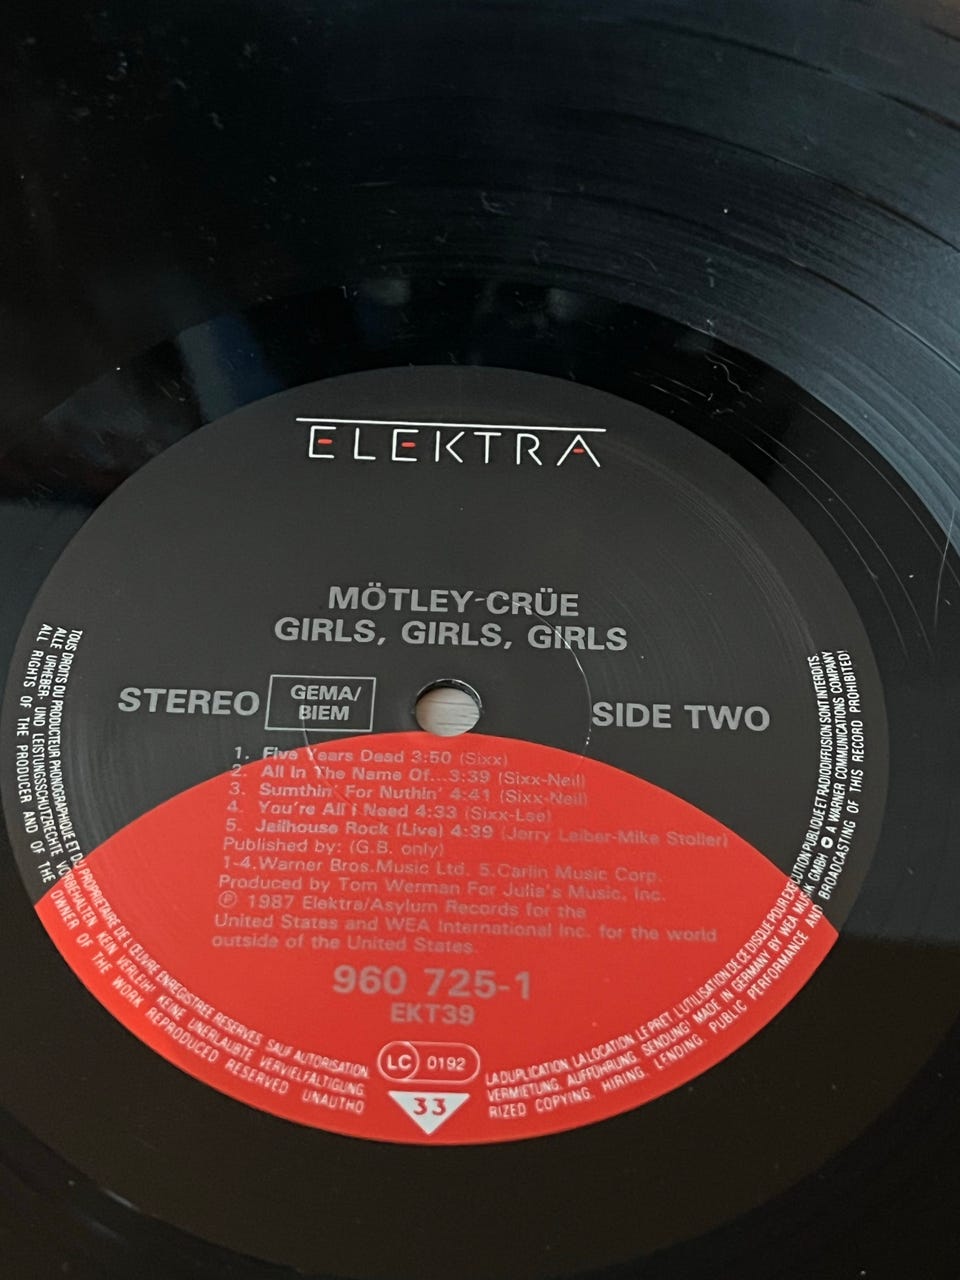 ELEKTRA
MÖTLEY CRÜE
GIRLS, GIRLS, GIRLS
STEREO
GEMA/
BIEM
SIDE TWO
1. Five Years Dead 3:50 (Sixx)
2. All In The Name Of...3:39 (Sixx-Neil)
3. Sumthin' For Nuthin' 4:41 (Sixx-Neil)
4. You're All I Need 4:33 (Sixx-Lee)
5. Jailhouse Rock (Live) 4:39 (Jerry Leiber-Mike Stoller)
Published by: (G.B. only)
1-4.Warner Bros.Music Ltd. 5.Carlin Music Corp.
Produced by Tom Werman For Julia's Music, Inc.
℗ 1987 Elektra/Asylum Records for the
United States and WEA International Inc. for the world
outside of the United States.
960 725-1
EKT39
LC 0192
33
TOUS DROITS DU PRODUCTEUR PHONOGRAPHIQUE ET DU PROPRIETAIRE DE L'ŒUVRE ENREGISTREE RESERVES SAUF AUTORISATION, LA DUPLICATION, LA LOCATION, LE PRET, L'UTILISATION DE CE DISQUE POUR EXECUTION PUBLIQUE ET RADIODIFFUSION SONT INTERDITS.
ALLE URHEBER- UND LEISTUNGSSCHUTZRECHTE VORBEHALTEN KEIN VERLEIH! KEINE UNERLAUBTE VERVIELFÄLTIGUNG, VERMIETUNG, AUFFÜHRUNG, SENDUNG! MADE IN GERMANY BY WEA MUSIK GMBH A WARNER COMMUNICATIONS COMPANY
ALL RIGHTS OF THE PRODUCER AND OF THE OWNER OF THE WORK REPRODUCED RESERVED UNAUTHORIZED COPYING, HIRING, LENDING, PUBLIC PERFORMANCE AND BROADCASTING OF THIS RECORD PROHIBITED!